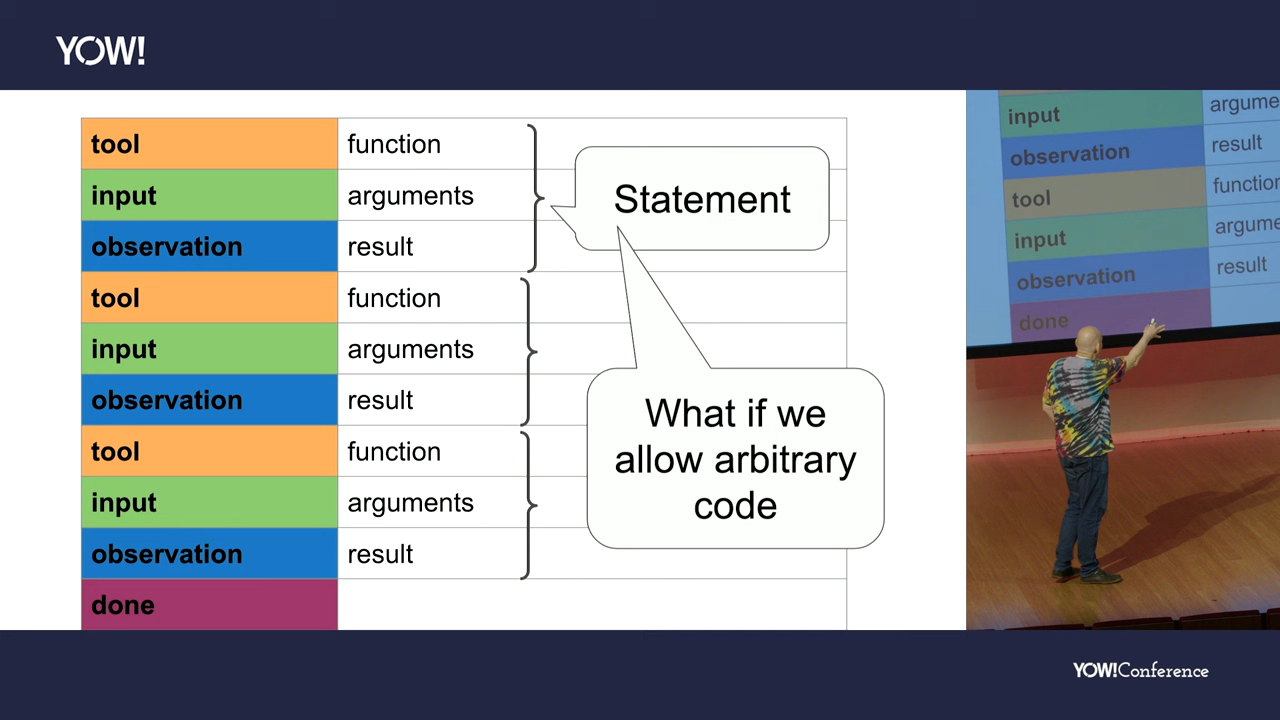 YOW!
tool function
input arguments
observation result
tool function
input arguments
observation result
tool function
input arguments
observation result
done
Statement
What if we
allow arbitrary
code
input argume
observation result
tool function
input argume
observation result
done
YOW!Conference